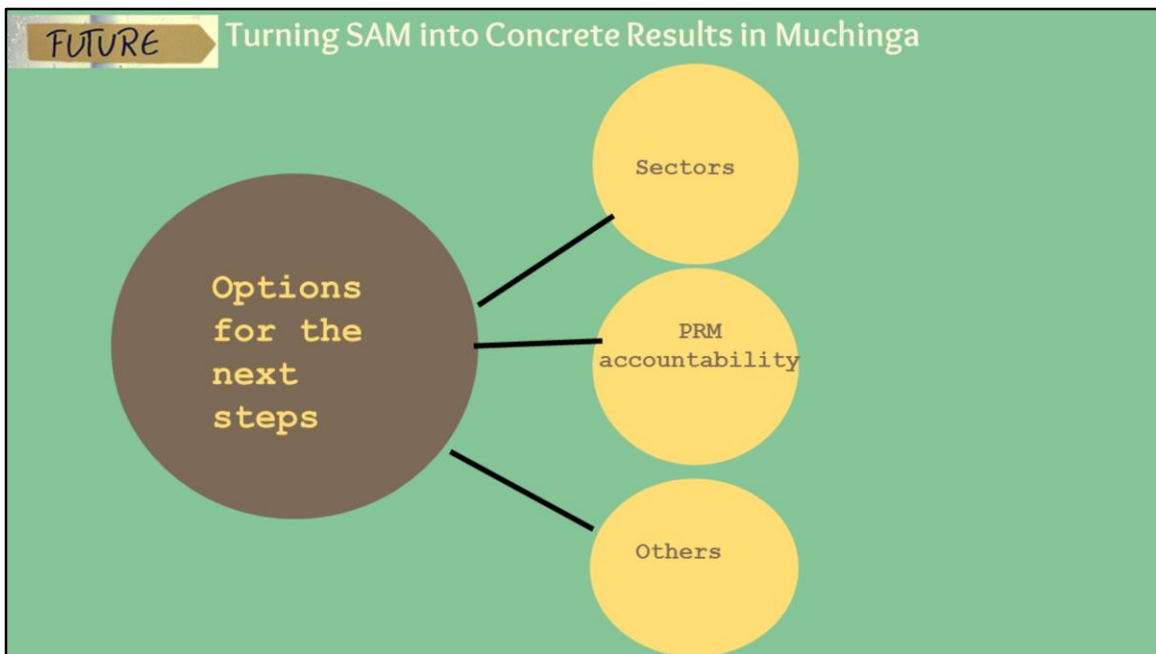 FUTURE
Turning SAM into Concrete Results in Muchinga
Options
for the
next
steps
Sectors
PRM
accountability
Others